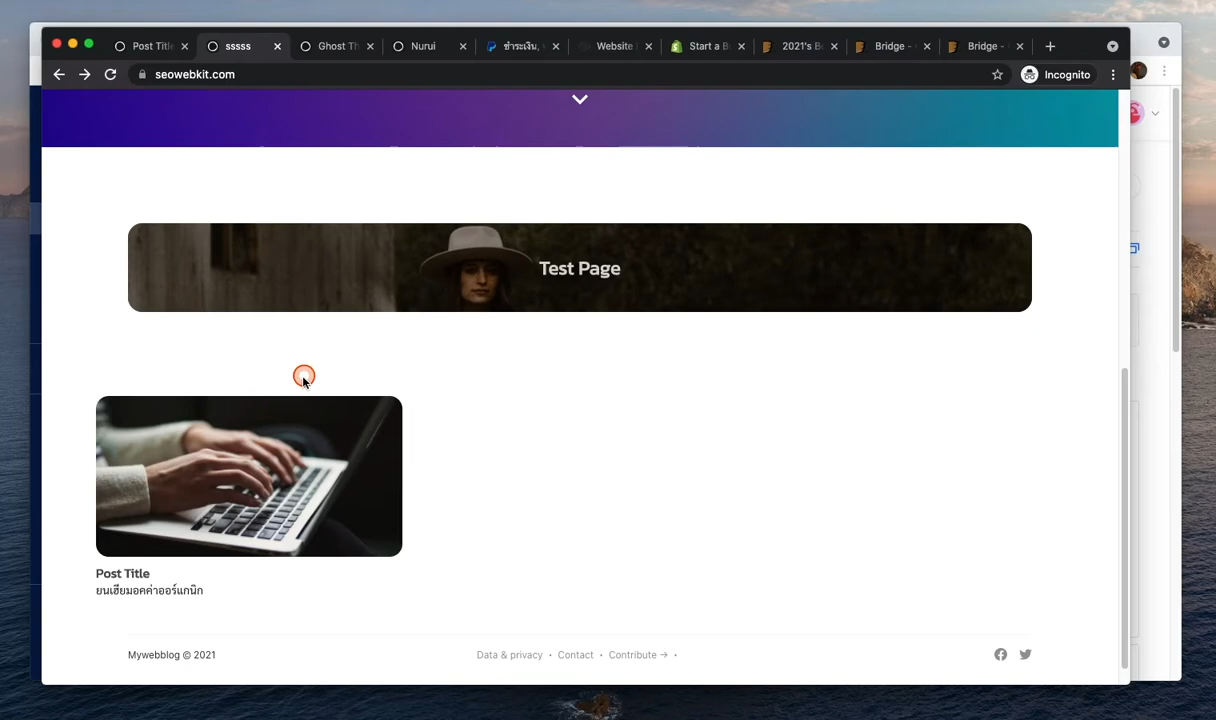 Post Title
sssss
Ghost Th
Nurui
ชำระเงิน,
Website
Start a B
2021's B
Bridge -
Bridge -
seowebkit.com
Incognito
Test Page
Post Title
ยนเฮียมอคค่าออร์แกนิก
Mywebblog © 2021
Data & privacy • Contact • Contribute → •